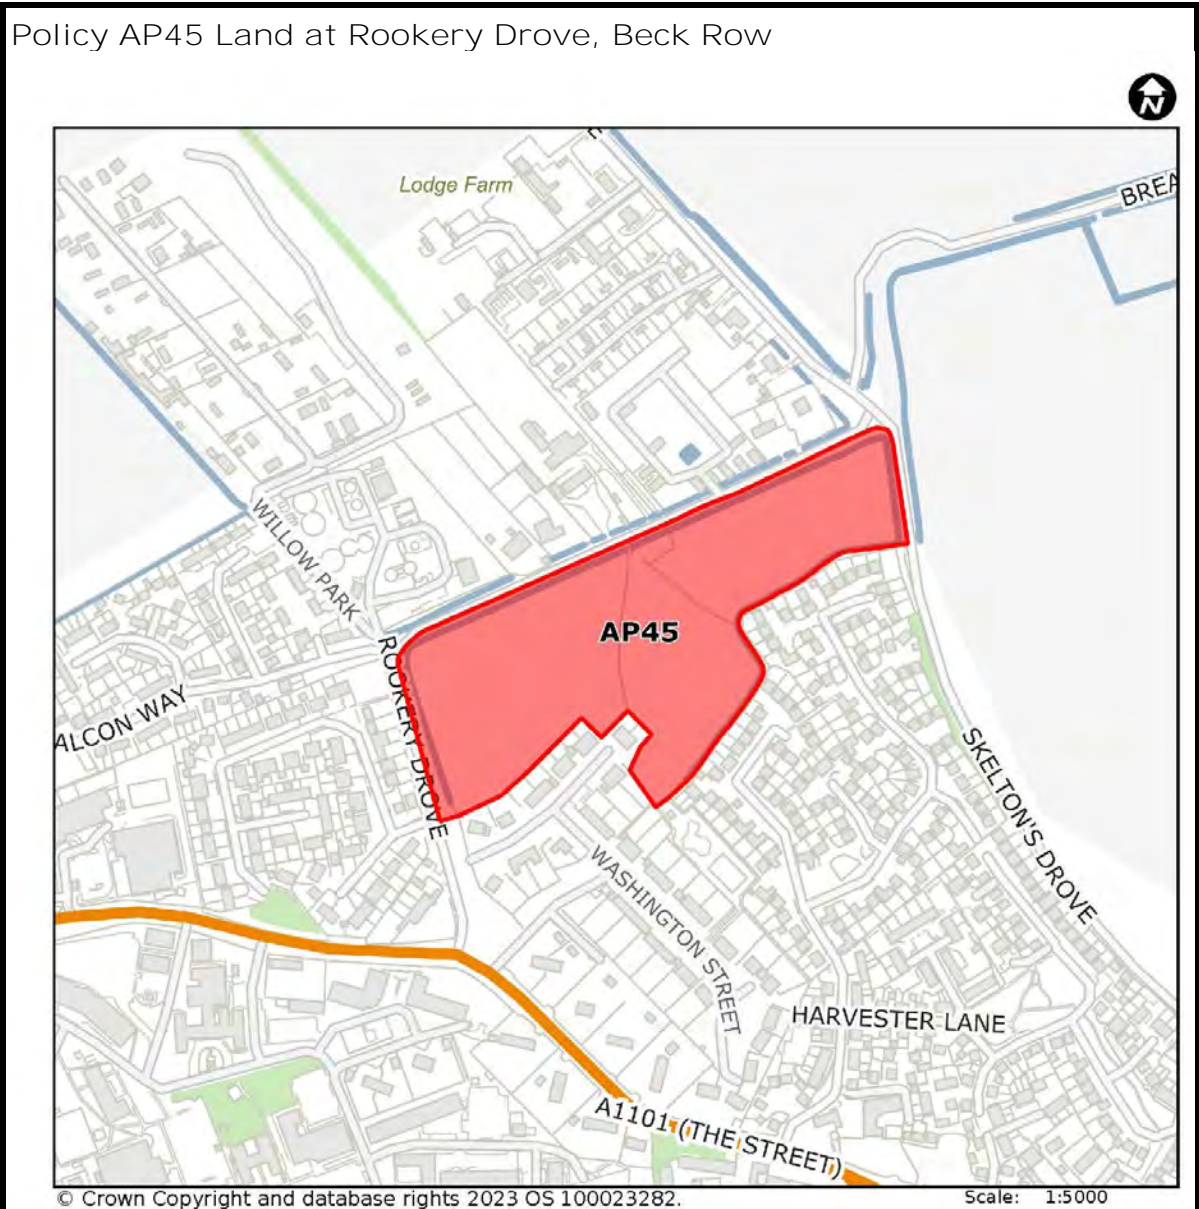 Policy AP45 Land at Rookery Drove, Beck Row
N
Lodge Farm
WILLOW PARK
ROOKERY DROVE
AP45
ALCON WAY
SKELTON'S DROVE
WASHINGTON STREET
HARVESTER LANE
A1101 (THE STREET)
© Crown Copyright and database rights 2023 OS 100023282.
Scale: 1:5000